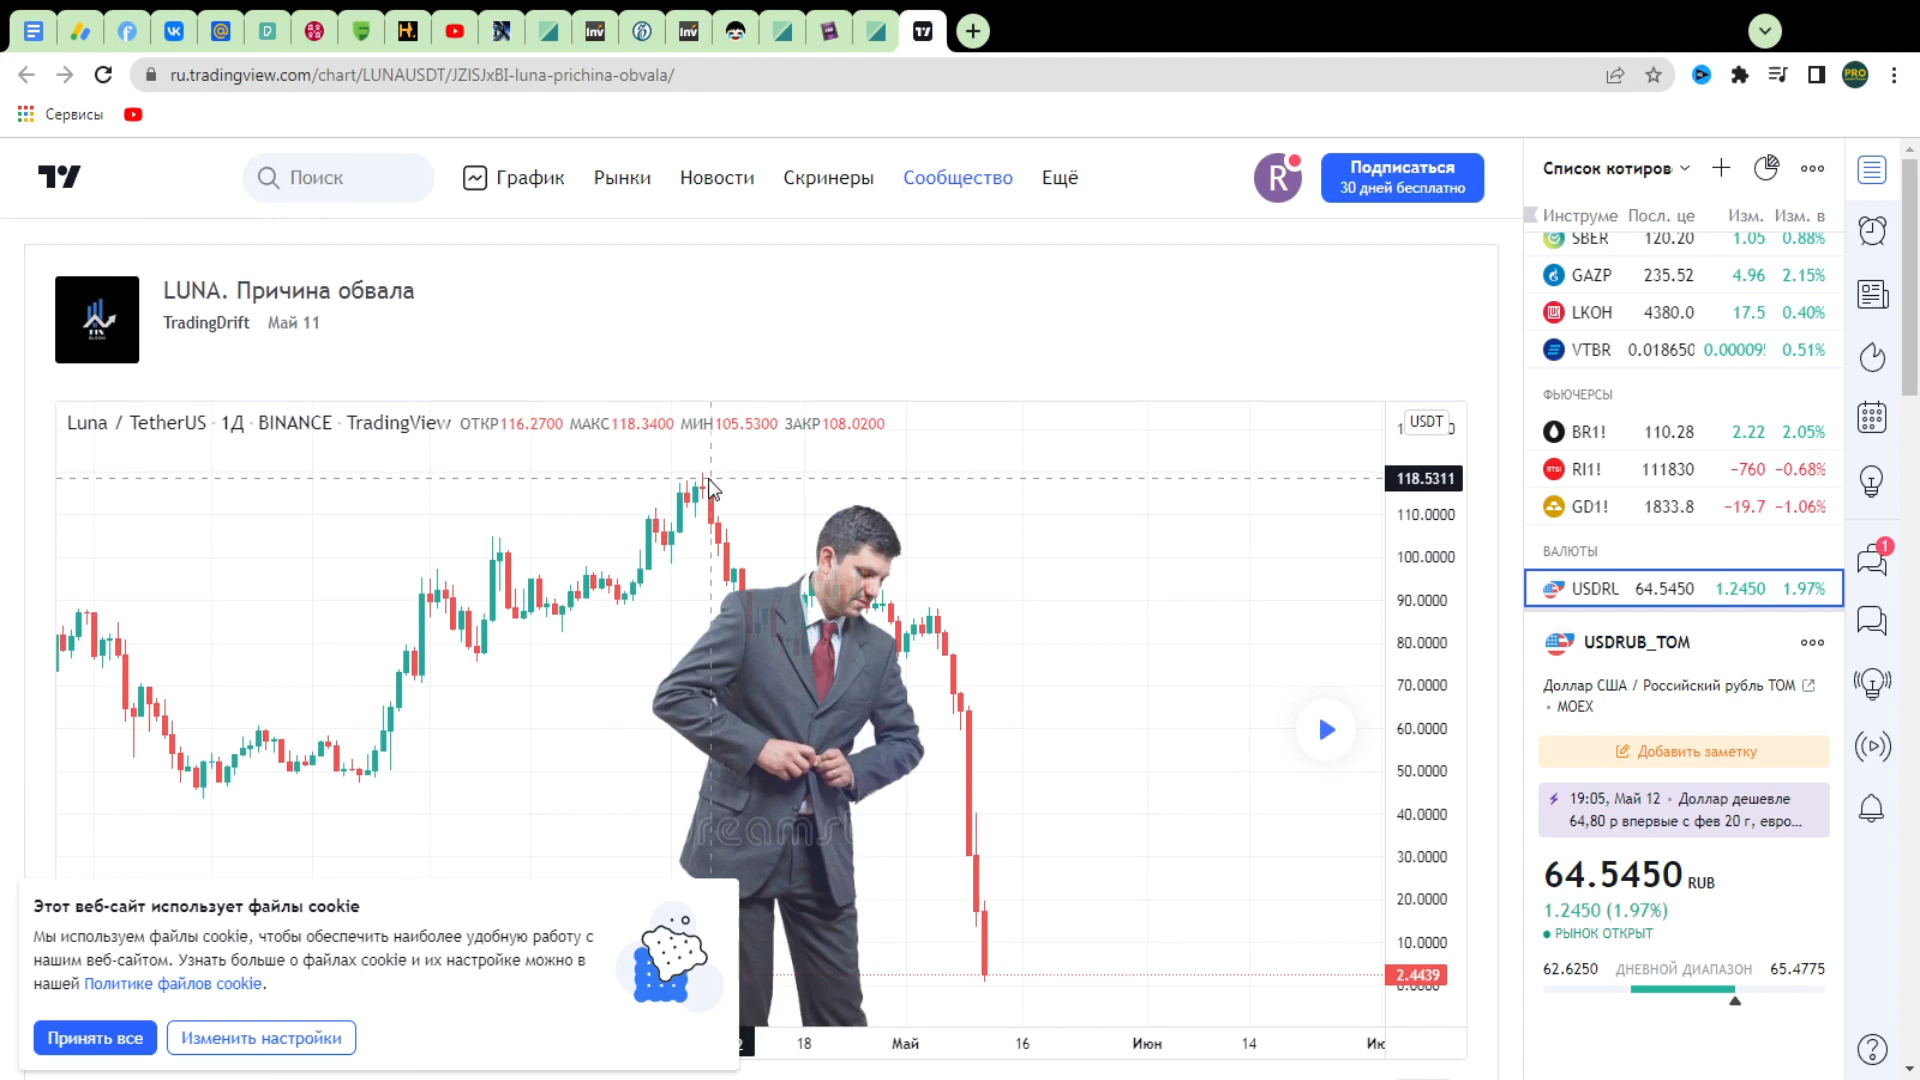 ru.tradingview.com/chart/LUNAUSDT/JZISJxBI-luna-prichina-obvala/
PRO
Сервисы
Поиск
График
Рынки
Новости
Скринеры
Сообщество
Ещё
R
Подписаться
30 дней бесплатно
LUNA. Причина обвала
TradingDrift Май 11
Luna / TetherUS · 1Д · BINANCE · TradingView ОТКР116.2700 МАКС118.3400 МИН105.5300 ЗАКР108.0200
USDT
118.5311
110.0000
100.0000
90.0000
80.0000
70.0000
60.0000
50.0000
40.0000
30.0000
20.0000
10.0000
2.4439
0.0000
18 Май 16 Июн 14
Этот веб-сайт использует файлы cookie
Мы используем файлы cookie, чтобы обеспечить наиболее удобную работу с
нашим веб-сайтом. Узнать больше о файлах cookie и их настройке можно в
нашей Политике файлов cookie.
Принять все
Изменить настройки
Список котиров
Инструме Посл. це Изм. Изм. в
SBER 120.20 1.05 0.88%
GAZP 235.52 4.96 2.15%
LKOH 4380.0 17.5 0.40%
VTBR 0.018650 0.000095 0.51%
ФЬЮЧЕРСЫ
BR1! 110.28 2.22 2.05%
RI1! 111830 −760 −0.68%
GD1! 1833.8 −19.7 −1.06%
ВАЛЮТЫ
USDRU 64.5450 1.2450 1.97%
USDRUB_TOM
Доллар США / Российский рубль ТОМ
• MOEX
Добавить заметку
19:05, Май 12 • Доллар дешевле
64,80 р впервые с фев 20 г, евро...
64.5450 RUB
1.2450 (1.97%)
РЫНОК ОТКРЫТ
62.6250 ДНЕВНОЙ ДИАПАЗОН 65.4775
1